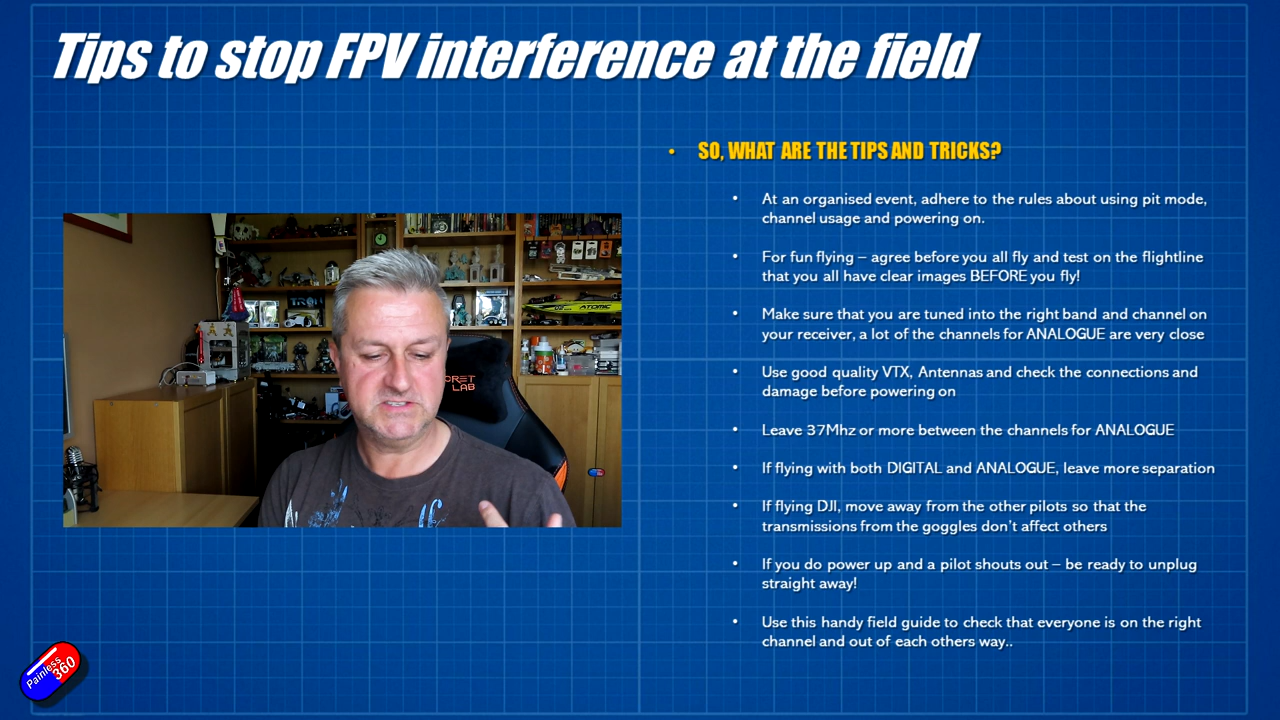 Tips to stop FPV interference at the field
• SO, WHAT ARE THE TIPS AND TRICKS?
• At an organised event, adhere to the rules about using pit mode,
channel usage and powering on.
• For fun flying – agree before you all fly and test on the flightline
that you all have clear images BEFORE you fly!
• Make sure that you are tuned into the right band and channel on
your receiver, a lot of the channels for ANALOGUE are very close
• Use good quality VTX, Antennas and check the connections and
damage before powering on
• Leave 37Mhz or more between the channels for ANALOGUE
• If flying with both DIGITAL and ANALOGUE, leave more separation
• If flying DJI, move away from the other pilots so that the
transmissions from the goggles don't affect others
• If you do power up and a pilot shouts out – be ready to unplug
straight away!
• Use this handy field guide to check that everyone is on the right
channel and out of each others way..
TRON
ATOMIC
CRET
LAB
Painless
360